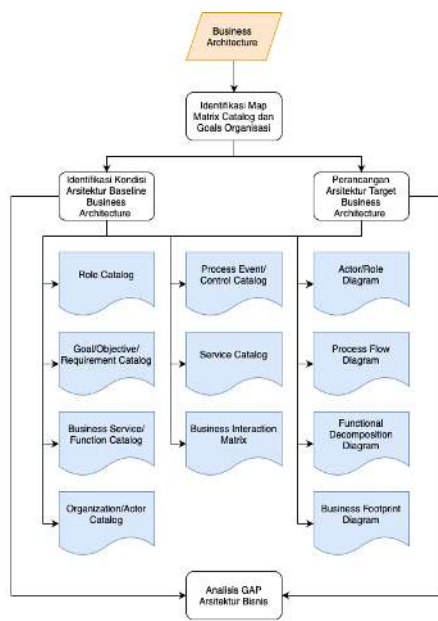 Business
Architecture
Identifikasi Map
Matrix Catalog dan
Goals Organisasi
Identifikasi Kondisi
Arsitektur Baseline
Business
Architecture
Perancangan
Arsitektur Target
Business
Architecture
Role Catalog
Process Event/
Control Catalog
Actor/Role
Diagram
Goal/Objective/
Requirement Catalog
Service Catalog
Process Flow
Diagram
Business Service/
Function Catalog
Business Interaction
Matrix
Functional
Decomposition
Diagram
Organization/Actor
Catalog
Business Footprint
Diagram
Analisis GAP
Arsitektur Bisnis